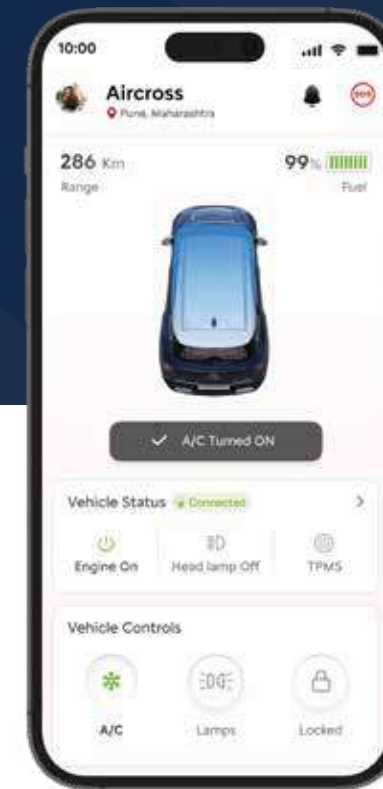 10:00
Aircross
SOS
Pune, Maharashtra
286 Km
99%
Range
Fuel
A/C Turned ON
Vehicle Status
Connected
Engine On
Head lamp Off
TPMS
Vehicle Controls
A/C
Lamps
Locked